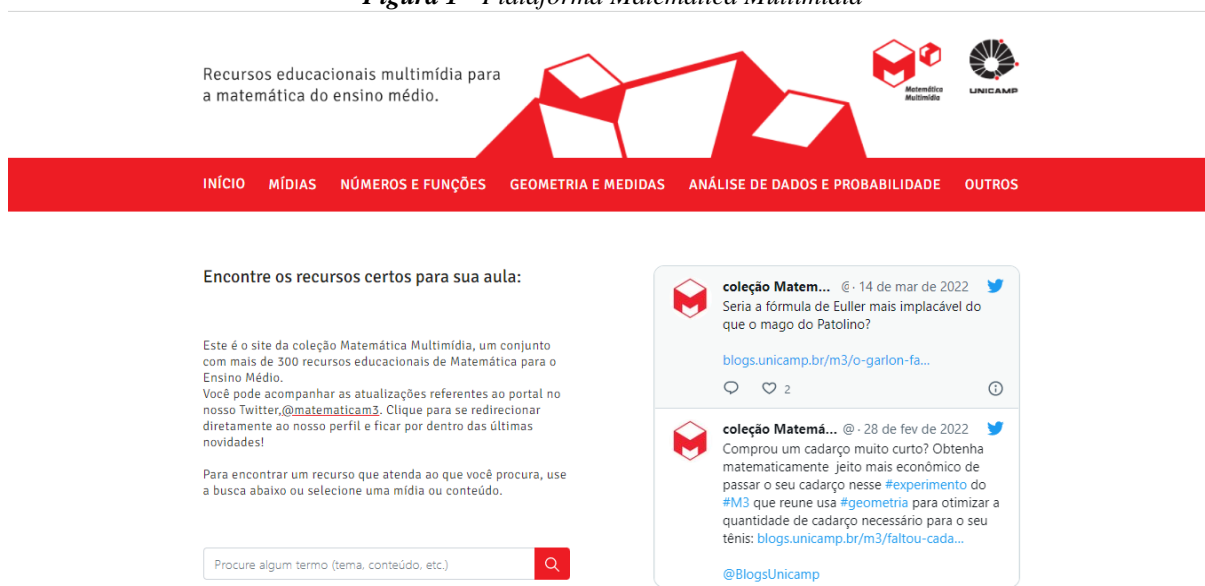 Figura 1 – Plataforma Matemática Multimídia
Recursos educacionais multimídia para
a matemática do ensino médio.
Matemática
Multimídia
UNICAMP
INÍCIO MÍDIAS NÚMEROS E FUNÇÕES GEOMETRIA E MEDIDAS ANÁLISE DE DADOS E PROBABILIDADE OUTROS
Encontre os recursos certos para sua aula:
Este é o site da coleção Matemática Multimídia, um conjunto
com mais de 300 recursos educacionais de Matemática para o
Ensino Médio.
Você pode acompanhar as atualizações referentes ao portal no
nosso Twitter,@matematicam3. Clique para se redirecionar
diretamente ao nosso perfil e ficar por dentro das últimas
novidades!
Para encontrar um recurso que atenda ao que você procura, use
a busca abaixo ou selecione uma mídia ou conteúdo.
Procure algum termo (tema, conteúdo, etc.)
coleção Matem... @ · 14 de mar de 2022
Seria a fórmula de Euller mais implacável do
que o mago do Patolino?
blogs.unicamp.br/m3/o-garlon-fa...
2
coleção Matemá... @ · 28 de fev de 2022
Comprou um cadarço muito curto? Obtenha
matematicamente jeito mais econômico de
passar o seu cadarço nesse #experimento do
#M3 que reune usa #geometria para otimizar a
quantidade de cadarço necessário para o seu
tênis: blogs.unicamp.br/m3/faltou-cada...
@BlogsUnicamp